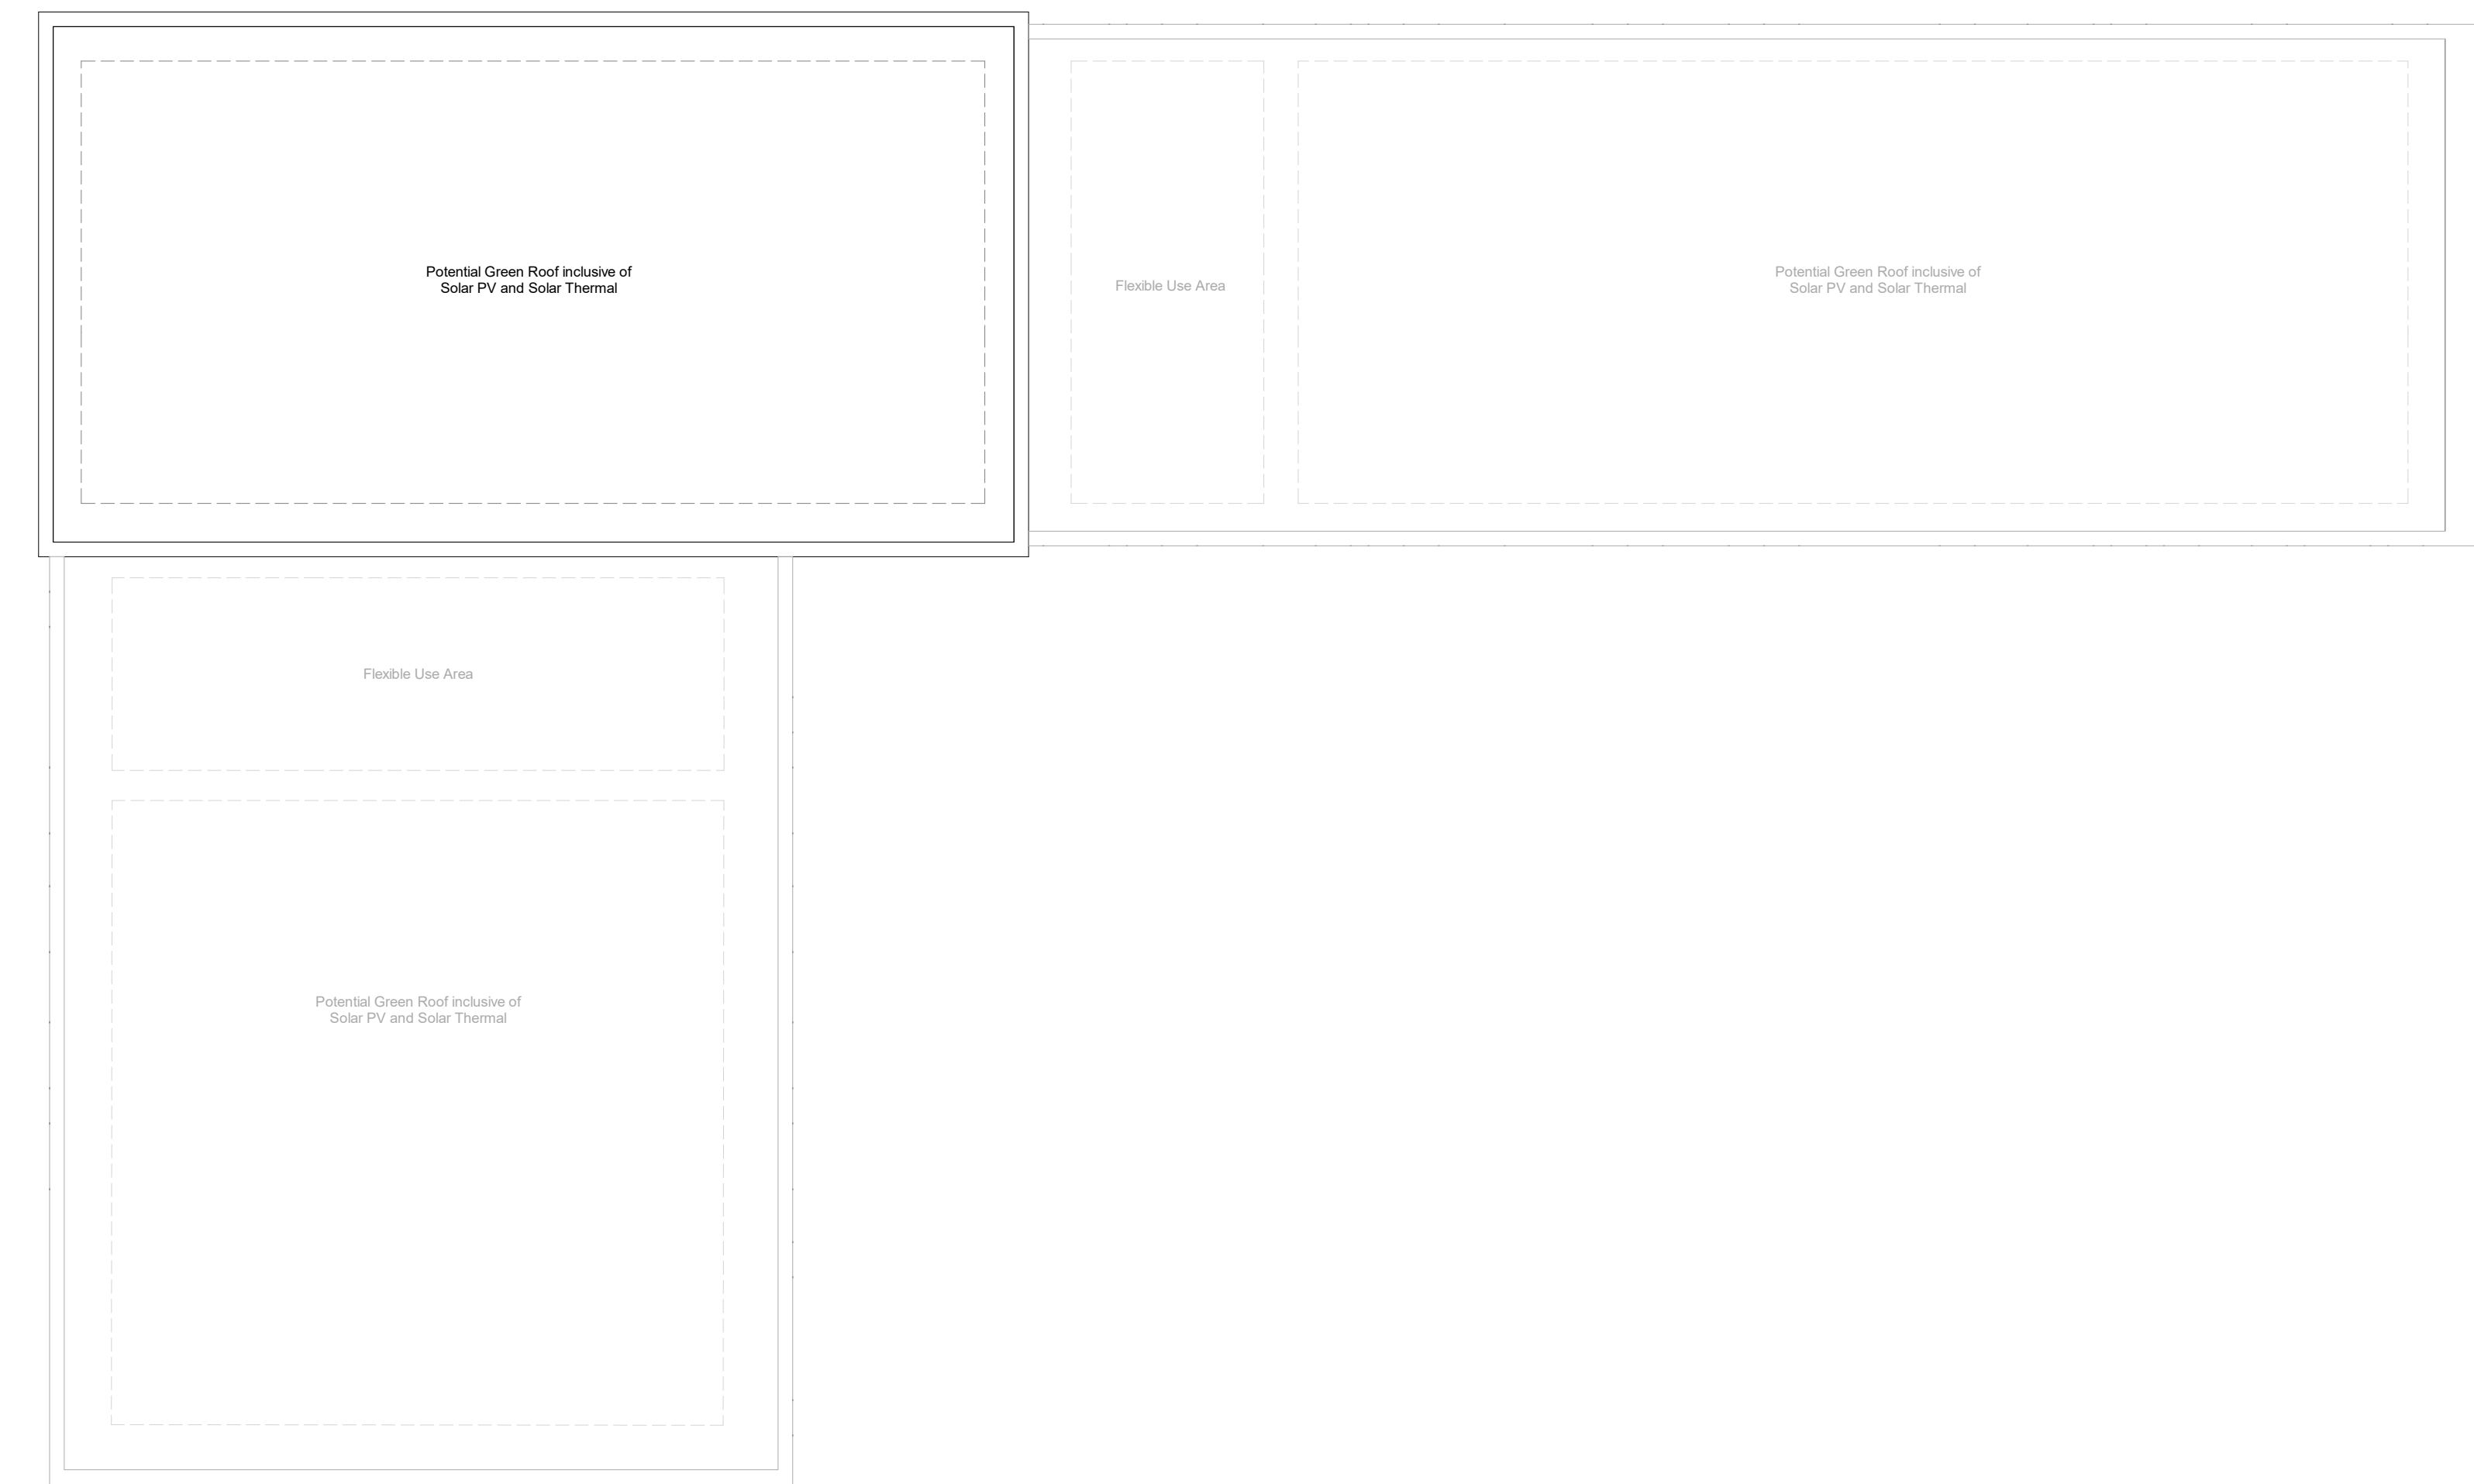 Potential Green Roof inclusive of
Solar PV and Solar Thermal
Flexible Use Area
Potential Green Roof inclusive of
Solar PV and Solar Thermal
Flexible Use Area
Potential Green Roof inclusive of
Solar PV and Solar Thermal